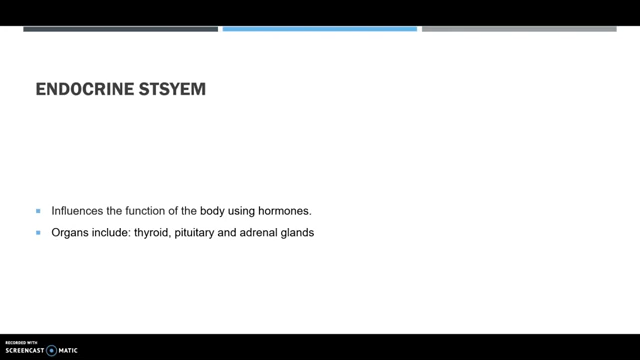 ENDOCRINE STSYEM
Influences the function of the body using hormones.
Organs include: thyroid, pituitary and adrenal glands
RECORDED WITH
SCREENCAST MATIC